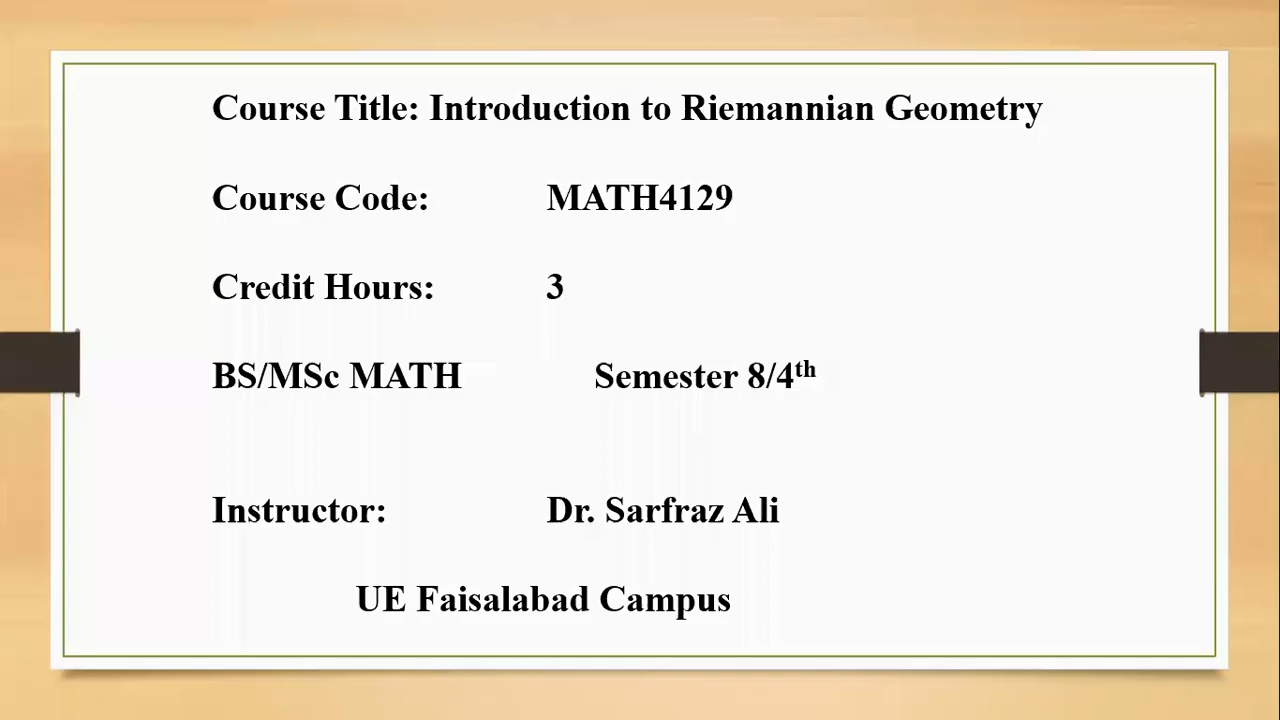 Course Title: Introduction to Riemannian Geometry
Course Code: MATH4129
Credit Hours: 3
BS/MSc MATH Semester 8/4th
Instructor: Dr. Sarfraz Ali
UE Faisalabad Campus